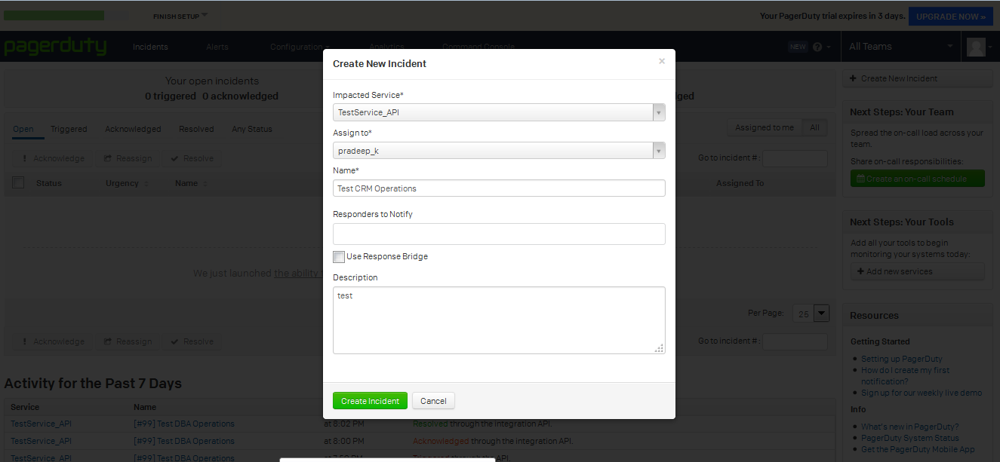 FINISH SETUP
Your PagerDuty trial expires in 3 days.
UPGRADE NOW »
pagerduty
Incidents
Alerts
Configuration
Analytics
Command Console
NEW
All Teams
Your open incidents
0 triggered 0 acknowledged
Create New Incident
Open
Triggered
Acknowledged
Resolved
Any Status
Assigned to me
All
Acknowledge
Reassign
Resolve
Go to incident # :
Status
Urgency
Name
Assigned To
We just launched the ability
Per Page:
25
Acknowledge
Reassign
Resolve
Go to incident # :
Create New Incident
×
Impacted Service*
TestService_API
Assign to*
pradeep_k
Name*
Test CRM Operations
Responders to Notify
Use Response Bridge
Description
test
Create Incident
Cancel
Next Steps: Your Team
Spread the on-call load across your
team.
Share on-call responsibilities:
Create an on-call schedule
Next Steps: Your Tools
Add all your tools to begin
monitoring your systems today:
Add new services
Resources
Getting Started
Setting up PagerDuty
How do I create my first
notification?
Sign up for our weekly live demo
Info
What's new in PagerDuty?
PagerDuty System Status
Get the PagerDuty Mobile App
Activity for the Past 7 Days
Service
Name
TestService_API
[#99] Test DBA Operations
at 8:02 PM
Resolved through the integration API.
TestService_API
[#99] Test DBA Operations
at 8:00 PM
Acknowledged through the integration API.
TestService_API
[#99] Test DBA Operations